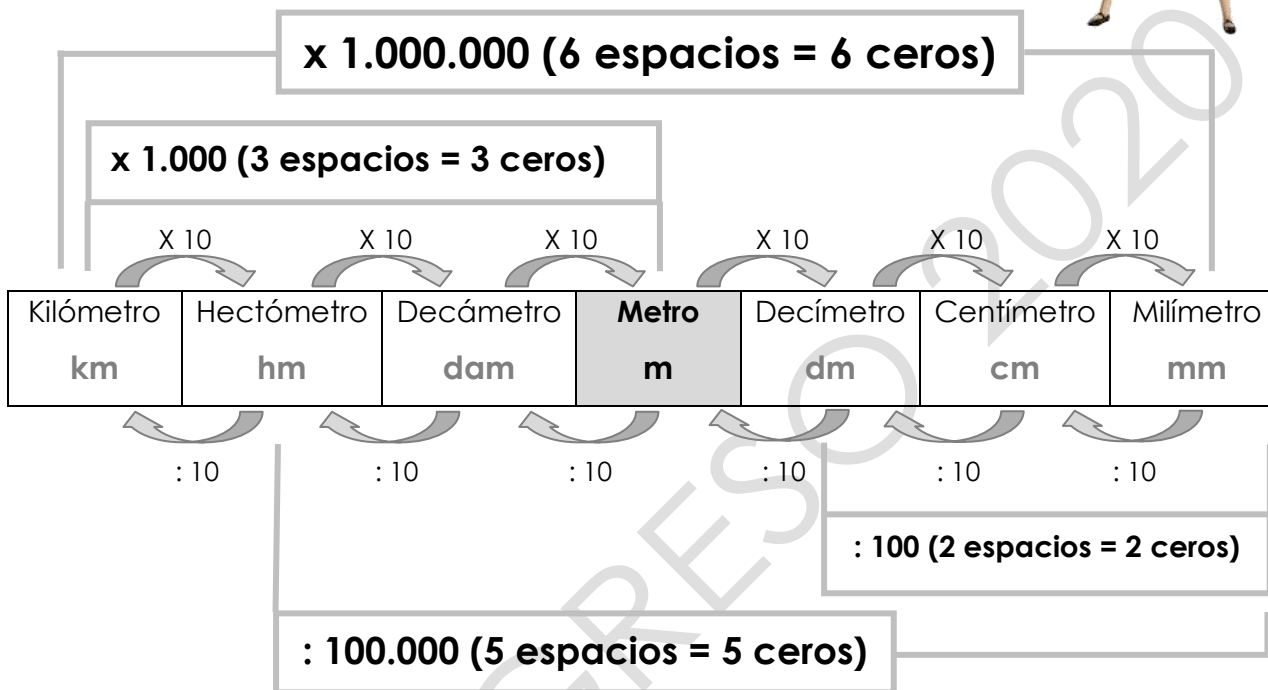 x 1.000.000 (6 espacios = 6 ceros)
x 1.000 (3 espacios = 3 ceros)
X 10 X 10 X 10 X 10 X 10 X 10
Kilómetro Hectómetro Decámetro Metro Decímetro Centímetro Milímetro
km hm dam m dm cm mm
: 10 : 10 : 10 : 10 : 10 : 10
: 100 (2 espacios = 2 ceros)
: 100.000 (5 espacios = 5 ceros)
GRESO 2020